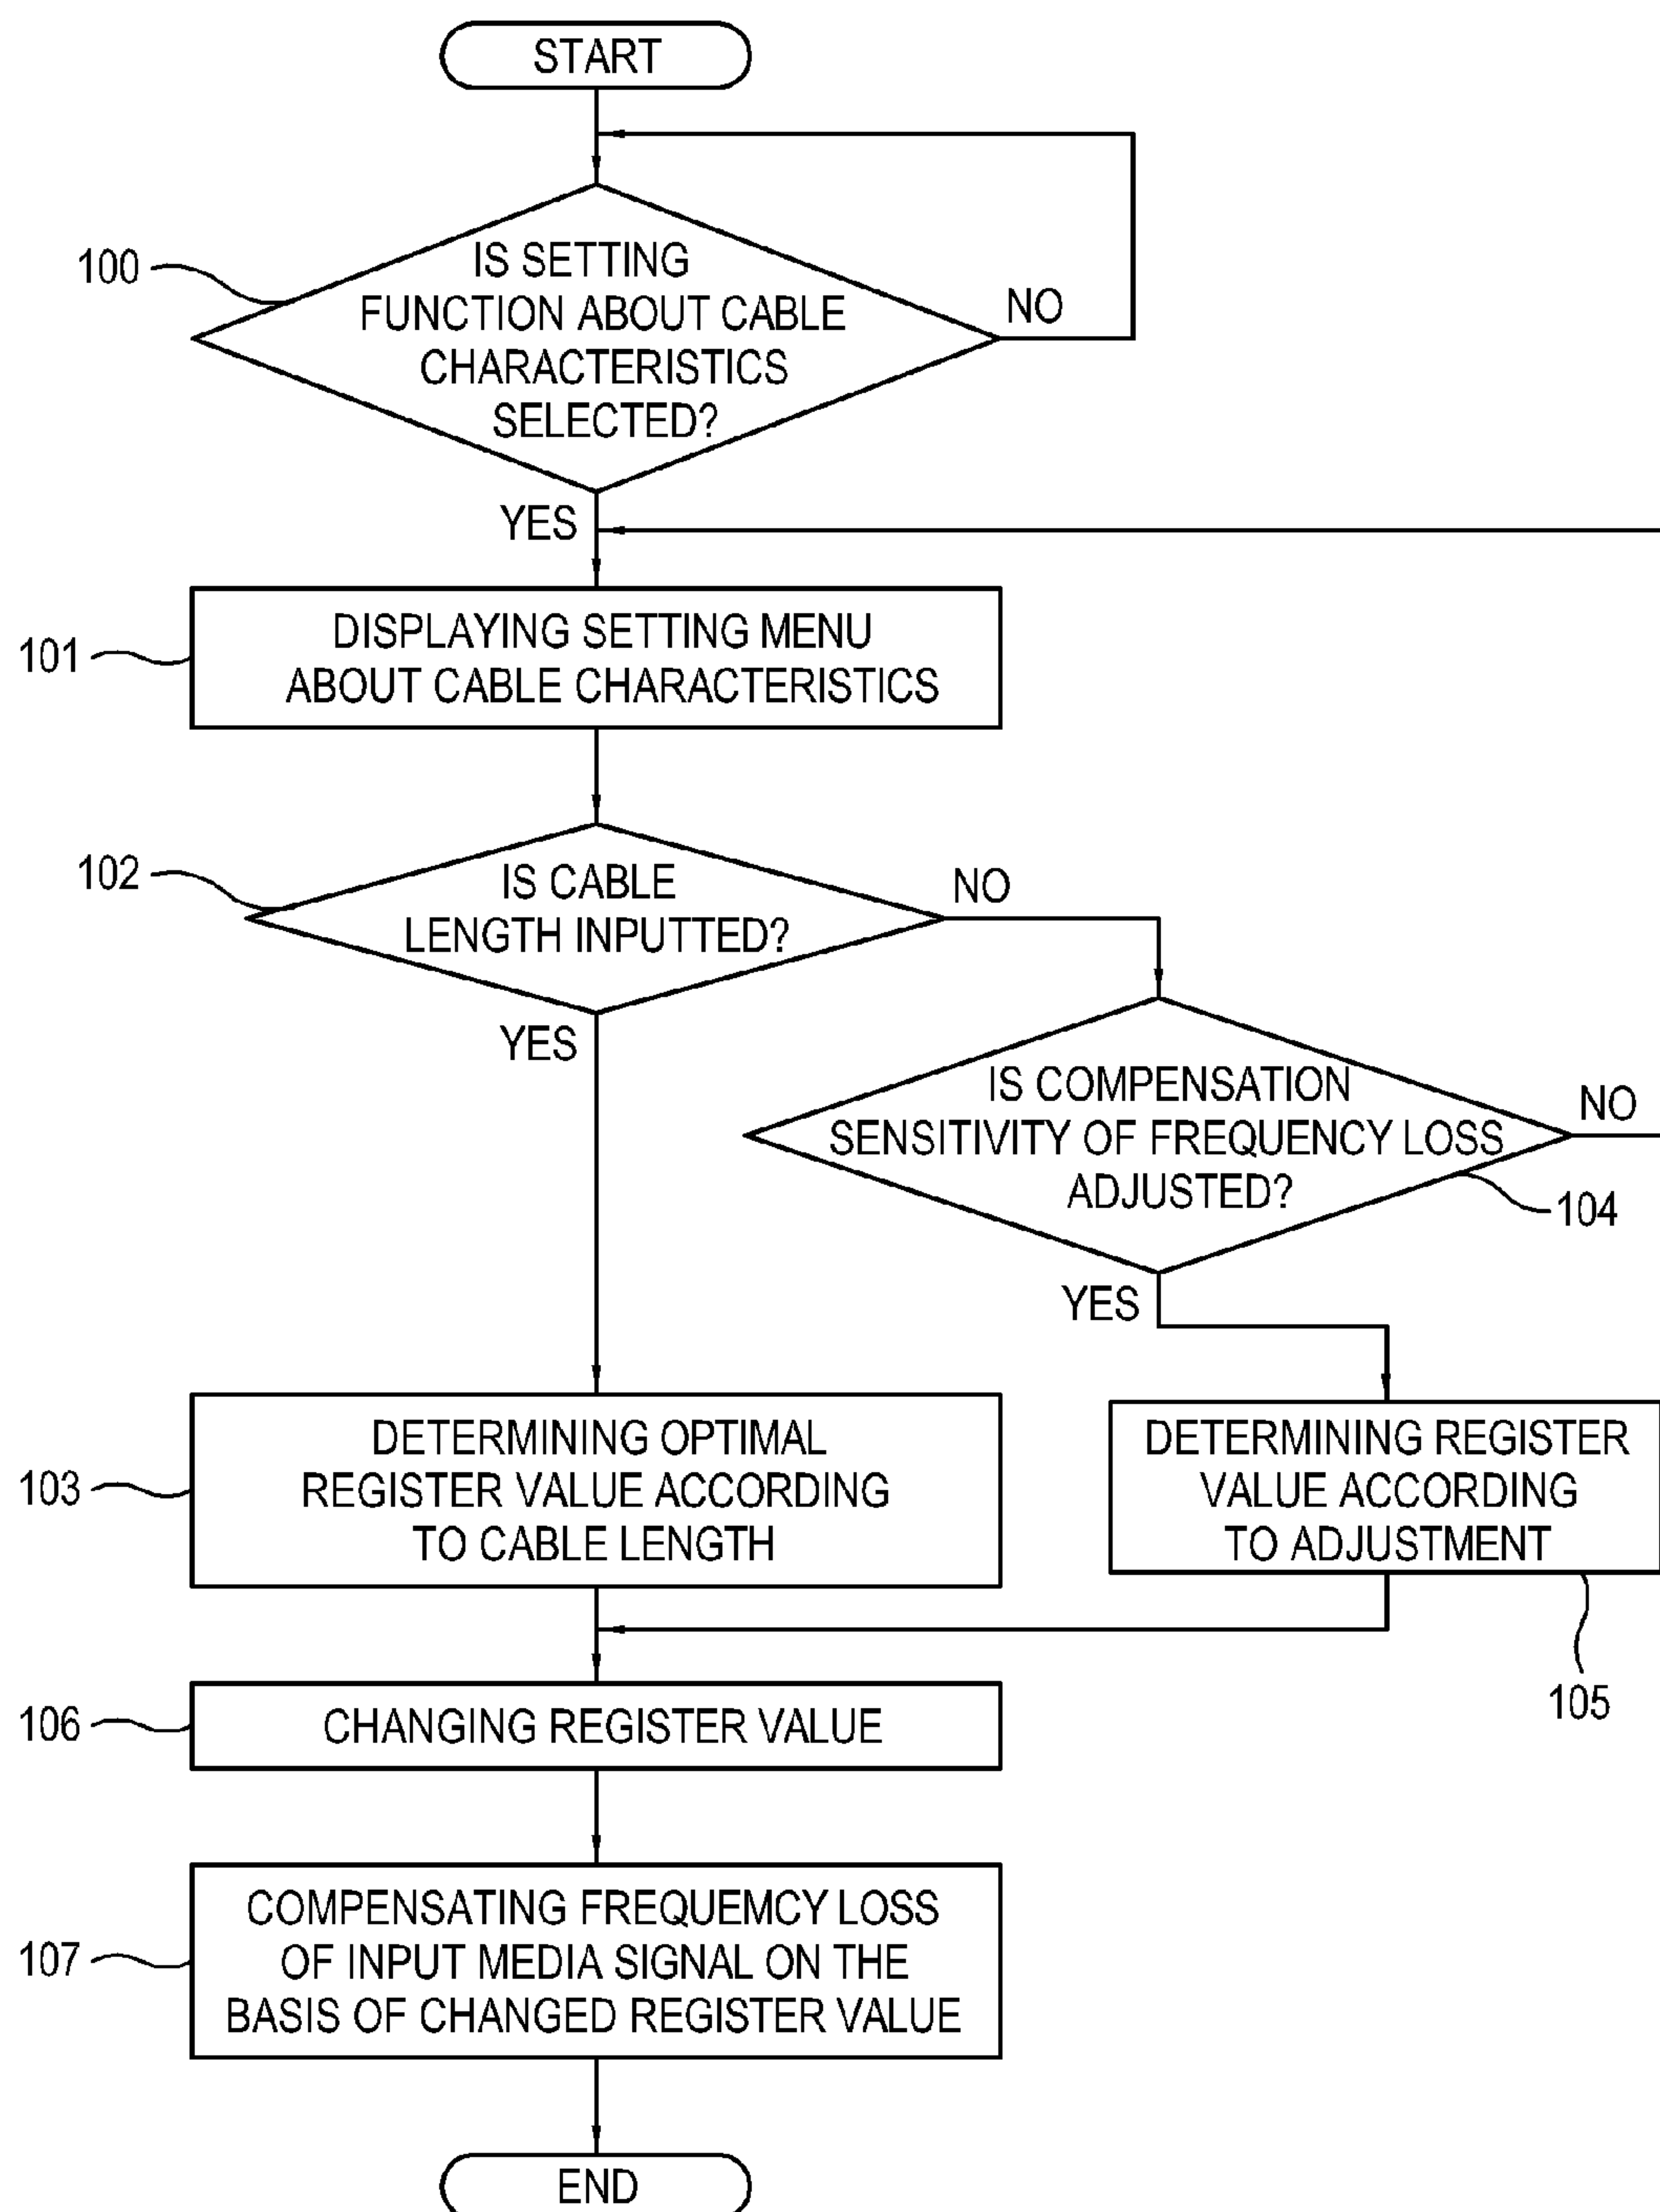 START
100
IS SETTING
FUNCTION ABOUT CABLE
CHARACTERISTICS
SELECTED?
NO
YES
101
DISPLAYING SETTING MENU
ABOUT CABLE CHARACTERISTICS
102
IS CABLE
LENGTH INPUTTED?
NO
YES
IS COMPENSATION
SENSITIVITY OF FREQUENCY LOSS
ADJUSTED?
NO
104
YES
103
DETERMINING OPTIMAL
REGISTER VALUE ACCORDING
TO CABLE LENGTH
DETERMINING REGISTER
VALUE ACCORDING
TO ADJUSTMENT
105
106
CHANGING REGISTER VALUE
107
COMPENSATING FREQUEMCY LOSS
OF INPUT MEDIA SIGNAL ON THE
BASIS OF CHANGED REGISTER VALUE
END